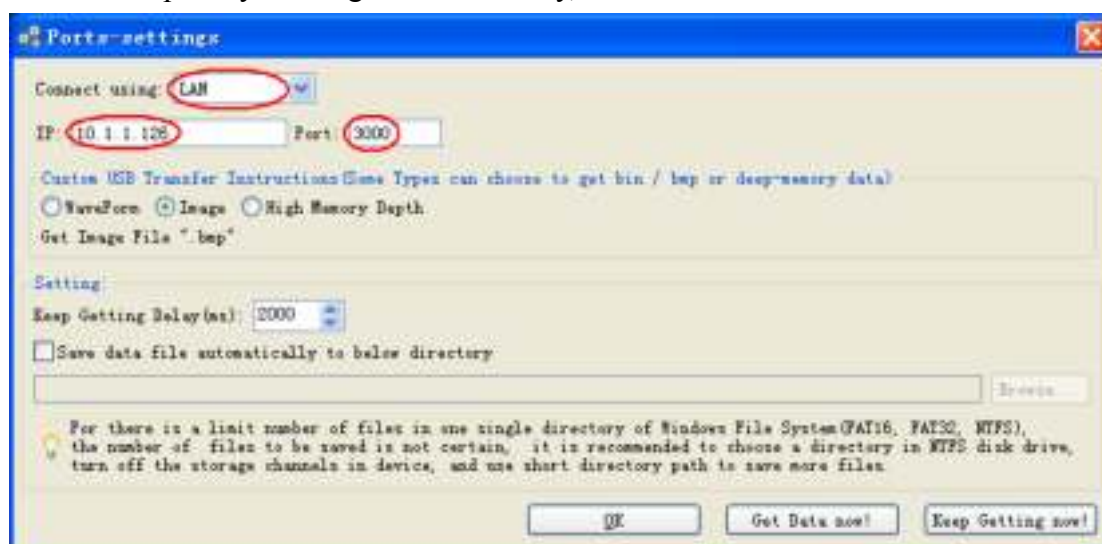 Ports-settings
Connect using: LAN
IP: 10.1.1.126 Port: 3000
Custom USB Transfer Instructions(Some Types can choose to get bin / bmp or deep-memory data)
WaveForm Image High Memory Depth
Get Image File ".bmp"
Setting
Keep Getting Delay(ms): 2000
Save data file automatically to below directory
Browse
For there is a limit number of files in one single directory of Windows File System(FAT16, FAT32, NTFS),
the number of files to be saved is not certain, it is recommended to choose a directory in NTFS disk drive,
turn off the storage channels in device, and use short directory path to save more files
OK Get Data now! Keep Getting now!